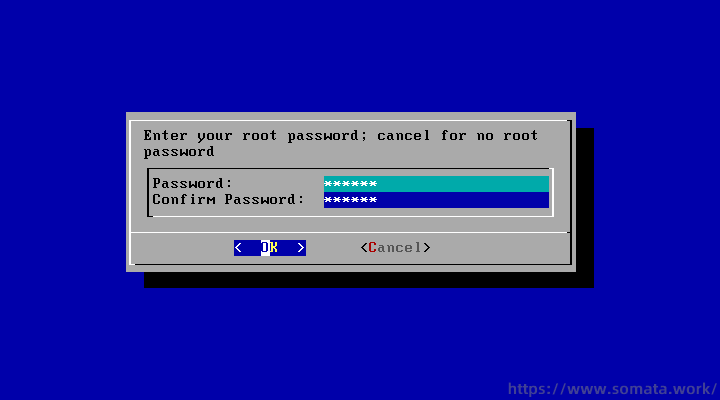 Enter your root password; cancel for no root
password
Password: ******
Confirm Password: ******
< OK > <Cancel>
https://www.somata.work/